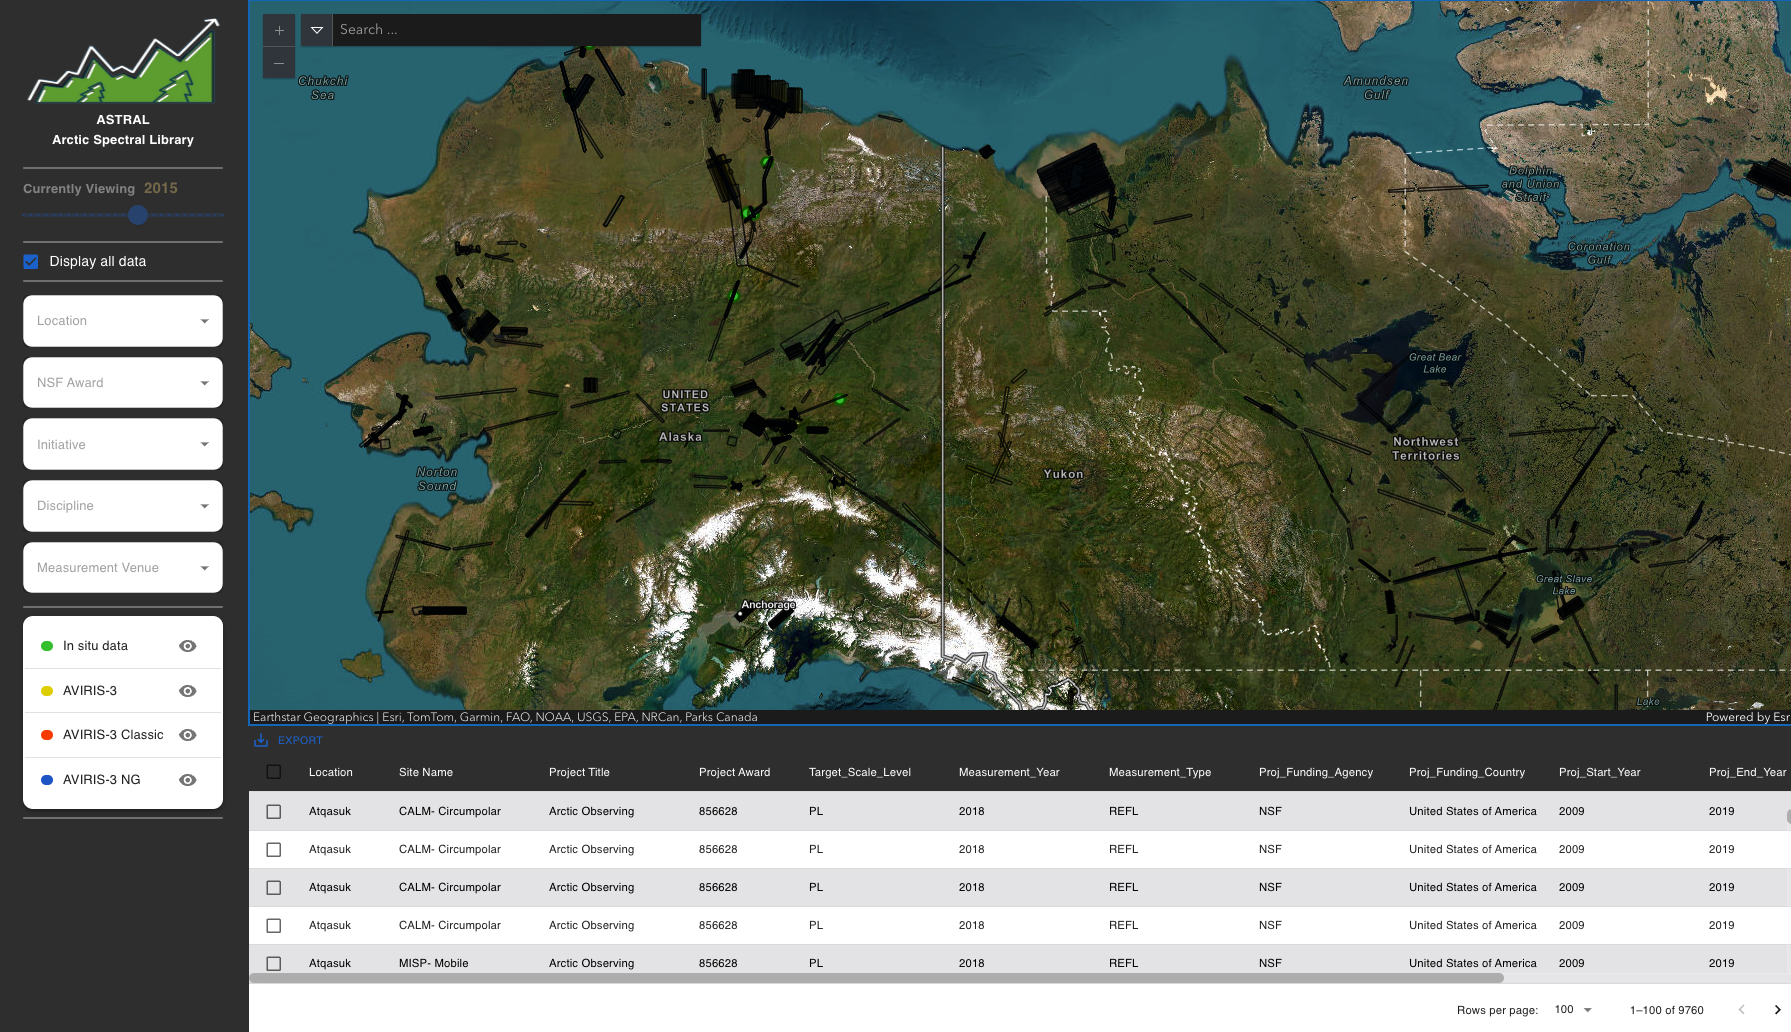 ASTRAL
Arctic Spectral Library
Currently Viewing 2015
Display all data
Location
NSF Award
Initiative
Discipline
Measurement Venue
In situ data
AVIRIS-3
AVIRIS-3 Classic
AVIRIS-3 NG
+
−
Search ...
Chukchi
Sea
Amundsen
Gulf
Dolphin
and Union
Strait
Coronation
Gulf
Great Bear
Lake
UNITED
STATES
Alaska
Norton
Sound
Yukon
Northwest
Territories
Great Slave
Lake
Anchorage
Lake
Earthstar Geographics | Esri, TomTom, Garmin, FAO, NOAA, USGS, EPA, NRCan, Parks Canada
Powered by Esr
EXPORT
Location Site Name Project Title Project Award Target_Scale_Level Measurement_Year Measurement_Type Proj_Funding_Agency Proj_Funding_Country Proj_Start_Year Proj_End_Year
Atqasuk CALM- Circumpolar Arctic Observing 856628 PL 2018 REFL NSF United States of America 2009 2019
Atqasuk CALM- Circumpolar Arctic Observing 856628 PL 2018 REFL NSF United States of America 2009 2019
Atqasuk CALM- Circumpolar Arctic Observing 856628 PL 2018 REFL NSF United States of America 2009 2019
Atqasuk CALM- Circumpolar Arctic Observing 856628 PL 2018 REFL NSF United States of America 2009 2019
Atqasuk MISP- Mobile Arctic Observing 856628 PL 2018 REFL NSF United States of America 2009 2019
Rows per page: 100 1–100 of 9760